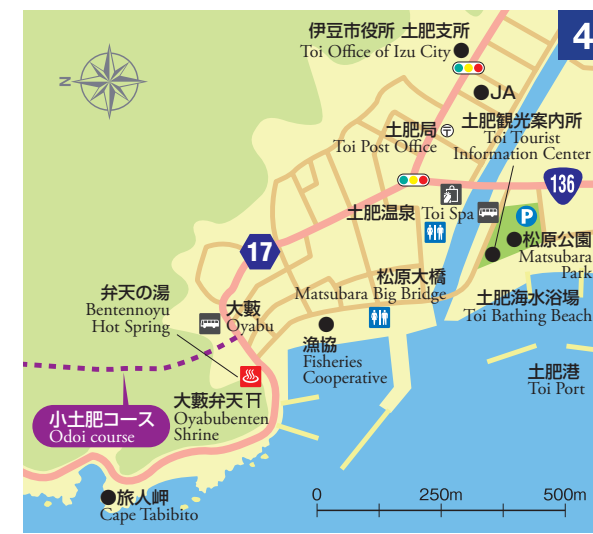 伊豆市役所 土肥支所
Toi Office of Izu City
4
N
JA
土肥局
Toi Post Office
土肥観光案内所
Toi Tourist
Information Center
136
土肥温泉 Toi Spa
P
17
松原公園
Matsubara
Park
松原大橋
Matsubara Big Bridge
弁天の湯
Bentennoyu
Hot Spring
大藪
Oyabu
土肥海水浴場
Toi Bathing Beach
漁協
Fisheries
Cooperative
土肥港
Toi Port
小土肥コース
Odoi course
大藪弁天
Oyabubenten
Shrine
旅人岬
Cape Tabibito
0 250m 500m